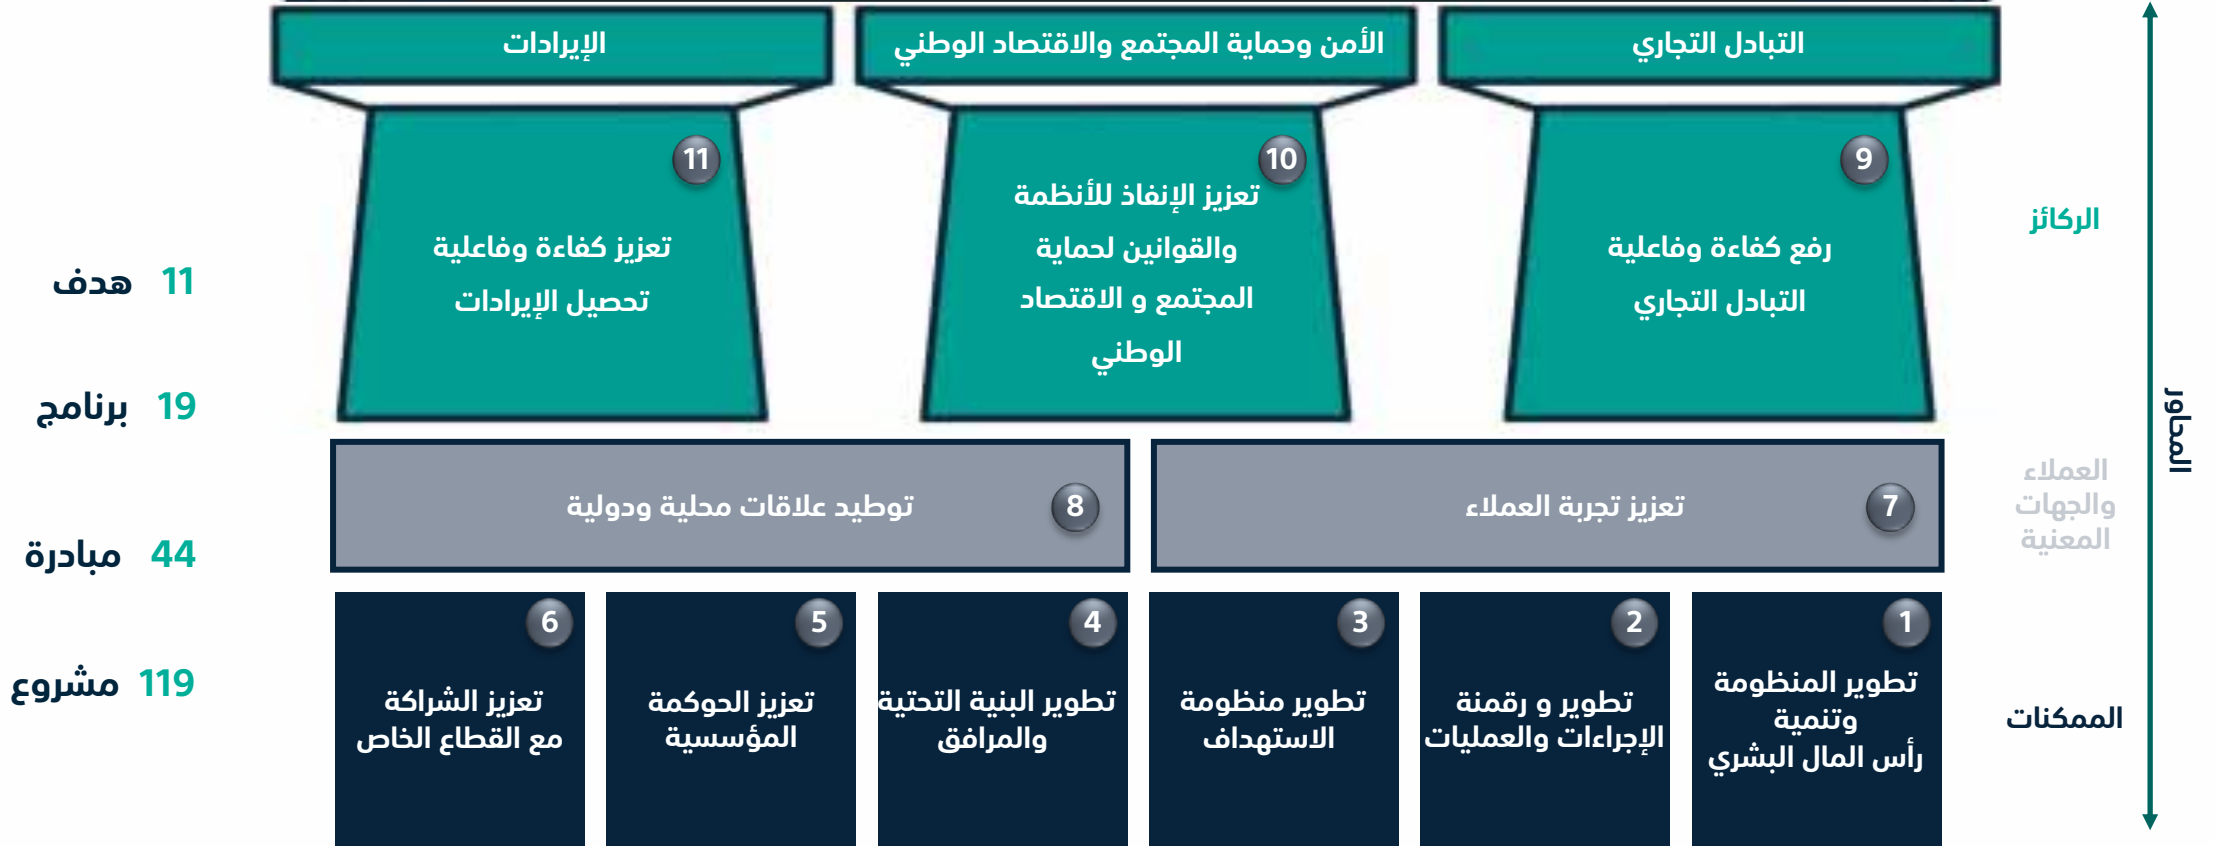 التبادل التجاري
الأمن وحماية المجتمع والاقتصاد الوطني
الإيرادات
9
رفع كفاءة وفاعلية
التبادل التجاري
10
تعزيز الإنفاذ للأنظمة
والقوانين لحماية
المجتمع و الاقتصاد
الوطني
11
تعزيز كفاءة وفاعلية
تحصيل الإيرادات
الركائز
7
تعزيز تجربة العملاء
8
توطيد علاقات محلية ودولية
العملاء
والجهات
المعنية
1
تطوير المنظومة
وتنمية
رأس المال البشري
2
تطوير و رقمنة
الإجراءات والعمليات
3
تطوير منظومة
الاستهداف
4
تطوير البنية التحتية
والمرافق
5
تعزيز الحوكمة
المؤسسية
6
تعزيز الشراكة
مع القطاع الخاص
الممكنات
المحاور
11 هدف
19 برنامج
44 مبادرة
119 مشروع